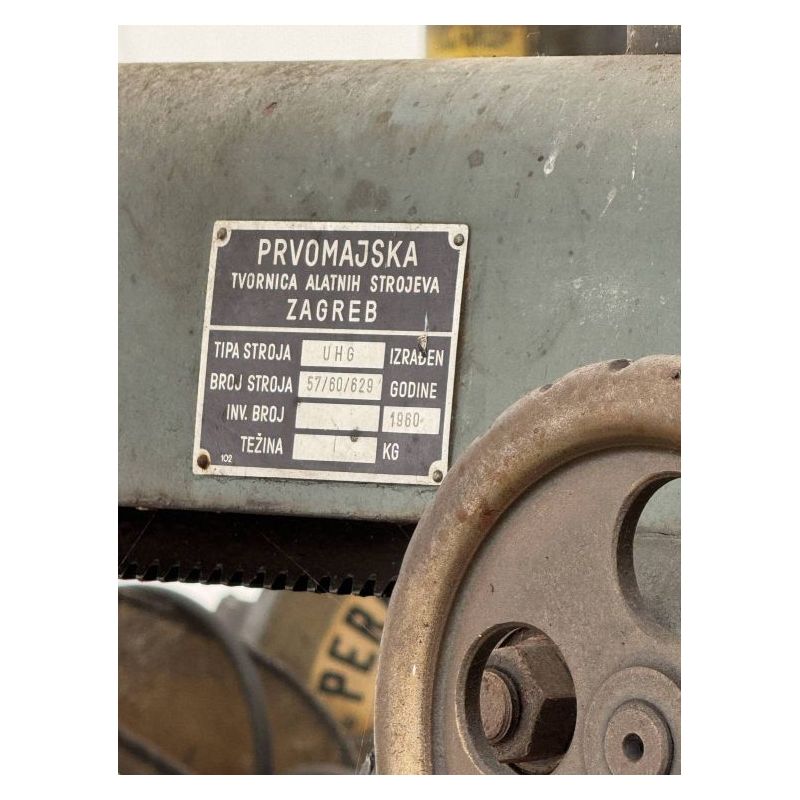 PRVOMAJSKA
TVORNICA ALATNIH STROJEVA
ZAGREB
TIPA STROJA UHG IZRAĐEN
BROJ STROJA 57/60/629 GODINE
INV. BROJ 1960
TEŽINA KG
102
PER